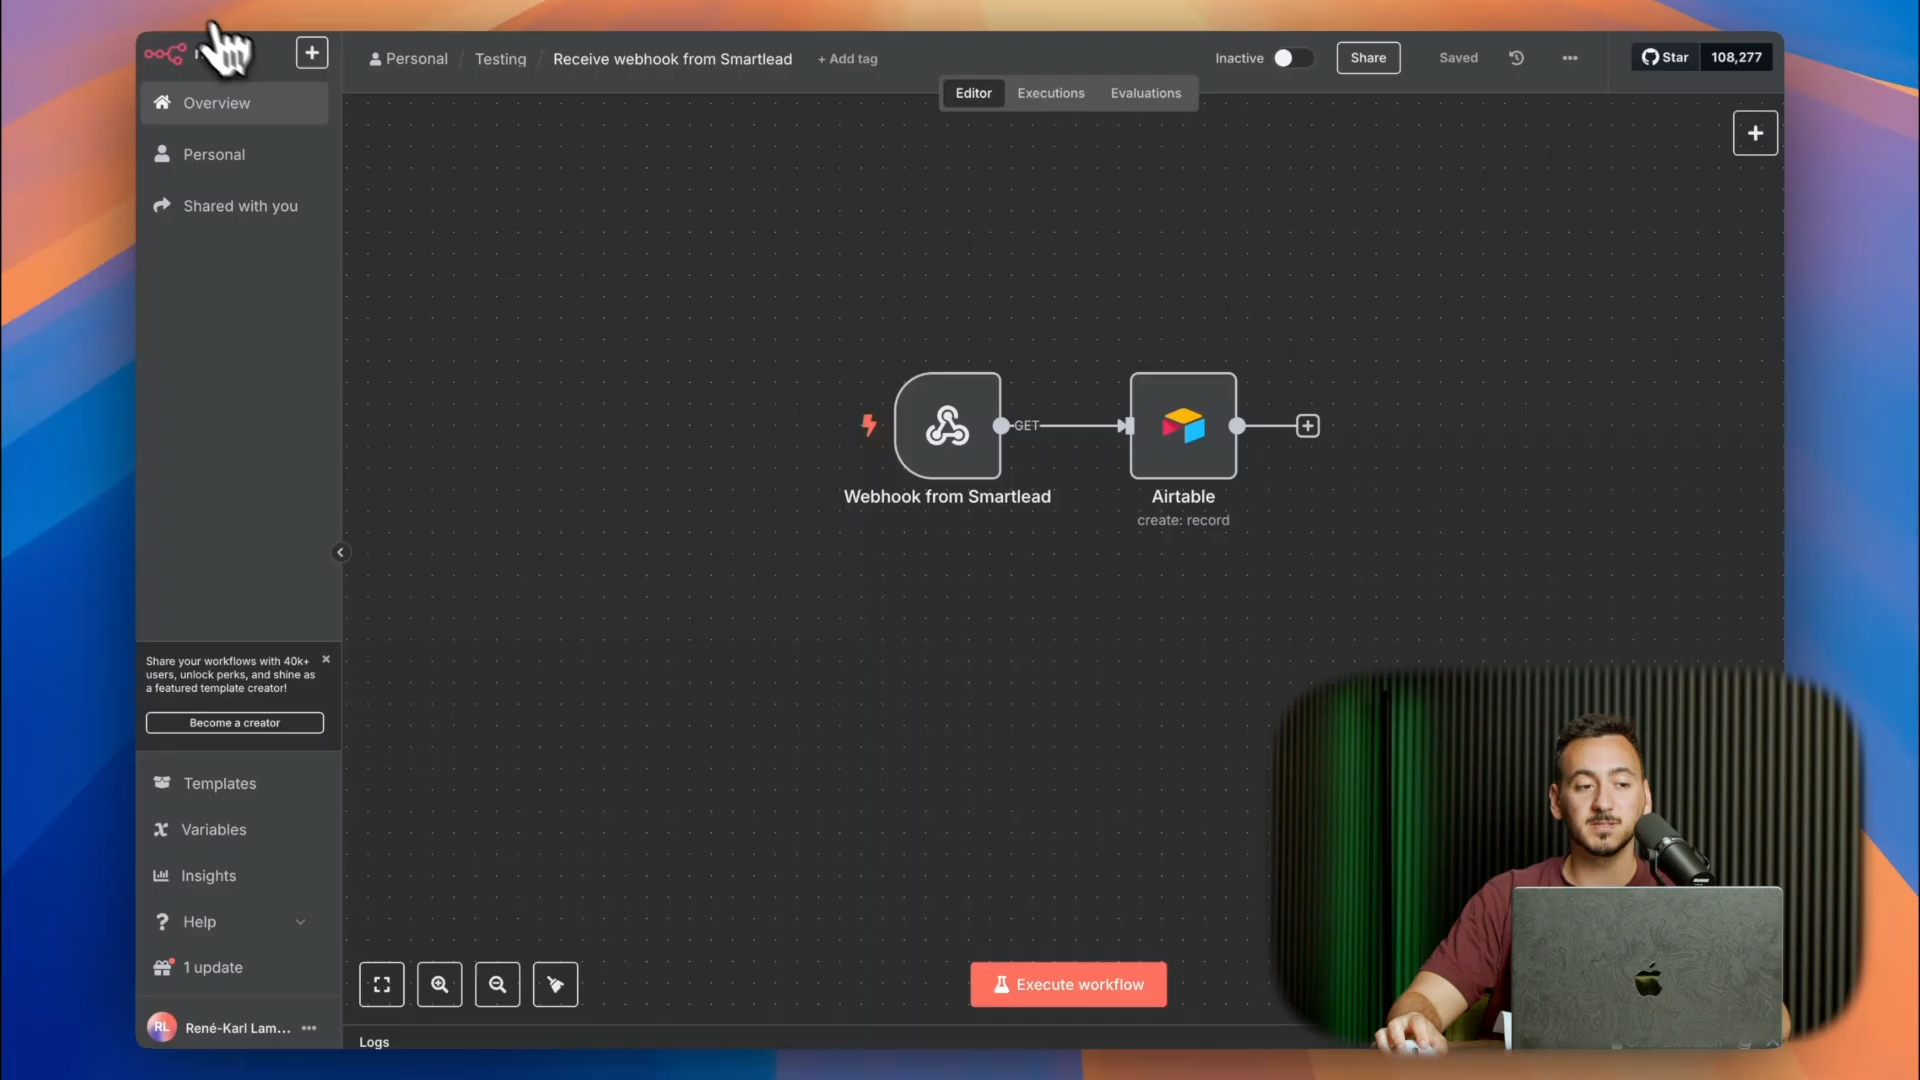 Personal / Testing / Receive webhook from Smartlead + Add tag
Inactive
Share
Saved
Star 108,277
Editor Executions Evaluations
Overview
Personal
Shared with you
GET
Webhook from Smartlead
Airtable
create: record
Share your workflows with 40k+
users, unlock perks, and shine as
a featured template creator!
Become a creator
Templates
Variables
Insights
Help
1 update
RL René-Karl Lam...
Execute workflow
Logs